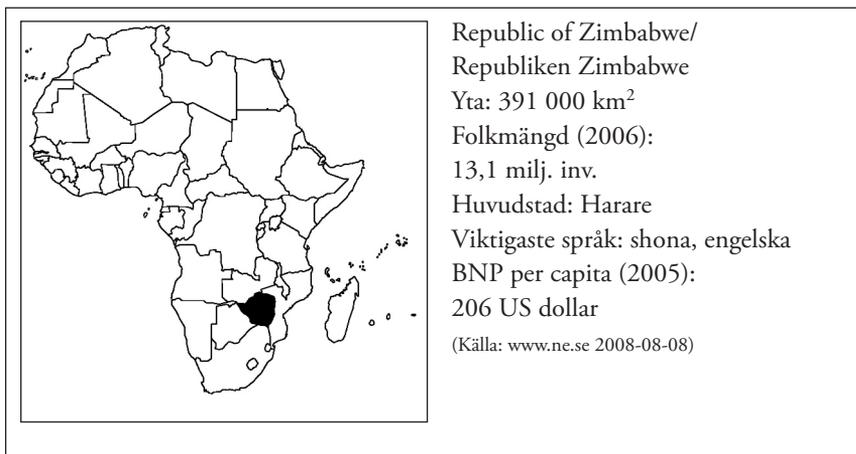 Republic of Zimbabwe/
Republiken Zimbabwe
Yta: 391 000 km²
Folkmängd (2006):
13,1 milj. inv.
Huvudstad: Harare
Viktigaste språk: shona, engelska
BNP per capita (2005):
206 US dollar
(Källa: www.ne.se 2008-08-08)